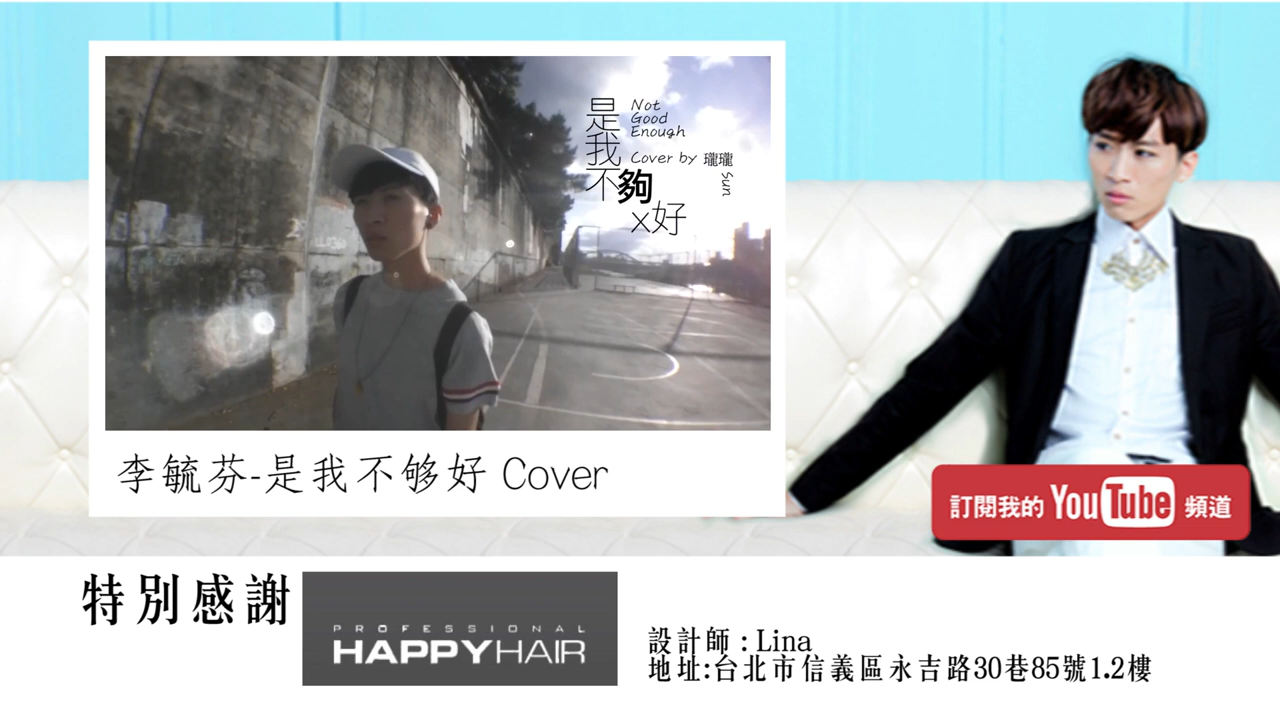 是我不夠
x好
Not
Good
Enough
Cover by 瓏瓏
Sun
李毓芬-是我不够好 Cover
訂閱我的 YouTube 頻道
特別感謝
PROFESSIONAL
HAPPYHAIR
設計師 : Lina
地址:台北市信義區永吉路30巷85號1.2樓